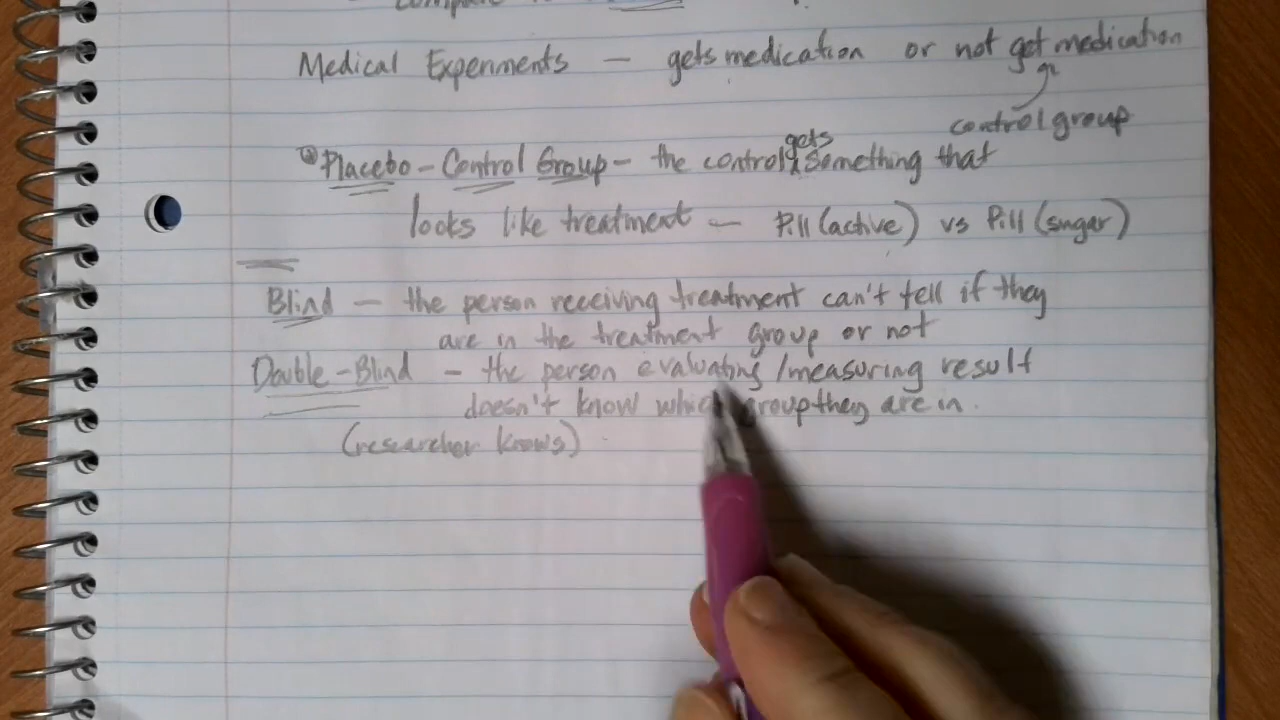 Medical Experiments — gets medication or not get medication
control group
gets
Placebo - Control Group - the control something that
looks like treatment — Pill (active) vs Pill (sugar)
Blind — the person receiving treatment can't tell if they
are in the treatment group or not
Double-Blind - the person evaluating/measuring result
doesn't know which group they are in.
(researcher knows)